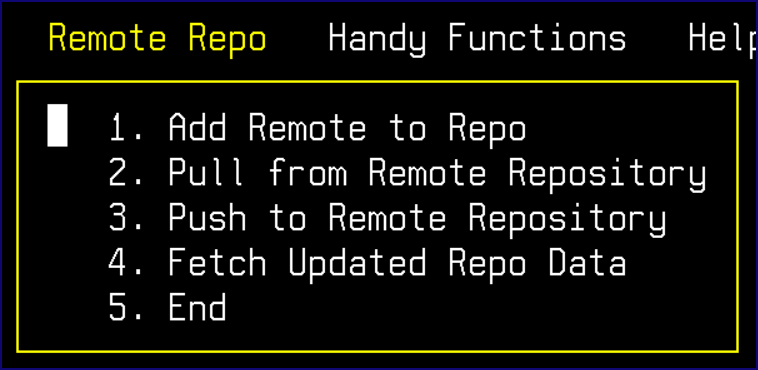 Remote Repo Handy Functions Help
1. Add Remote to Repo
2. Pull from Remote Repository
3. Push to Remote Repository
4. Fetch Updated Repo Data
5. End